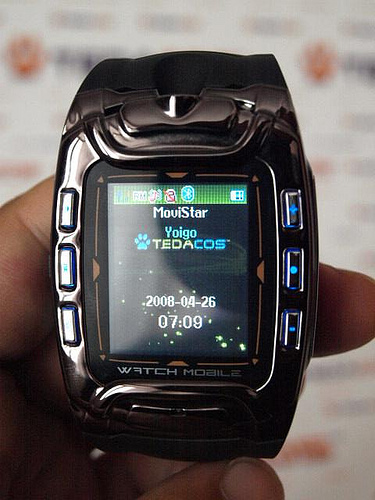 MoviStar
Yoigo
TEDACOS
2008-04-26
07:09
WATCH MOBILE